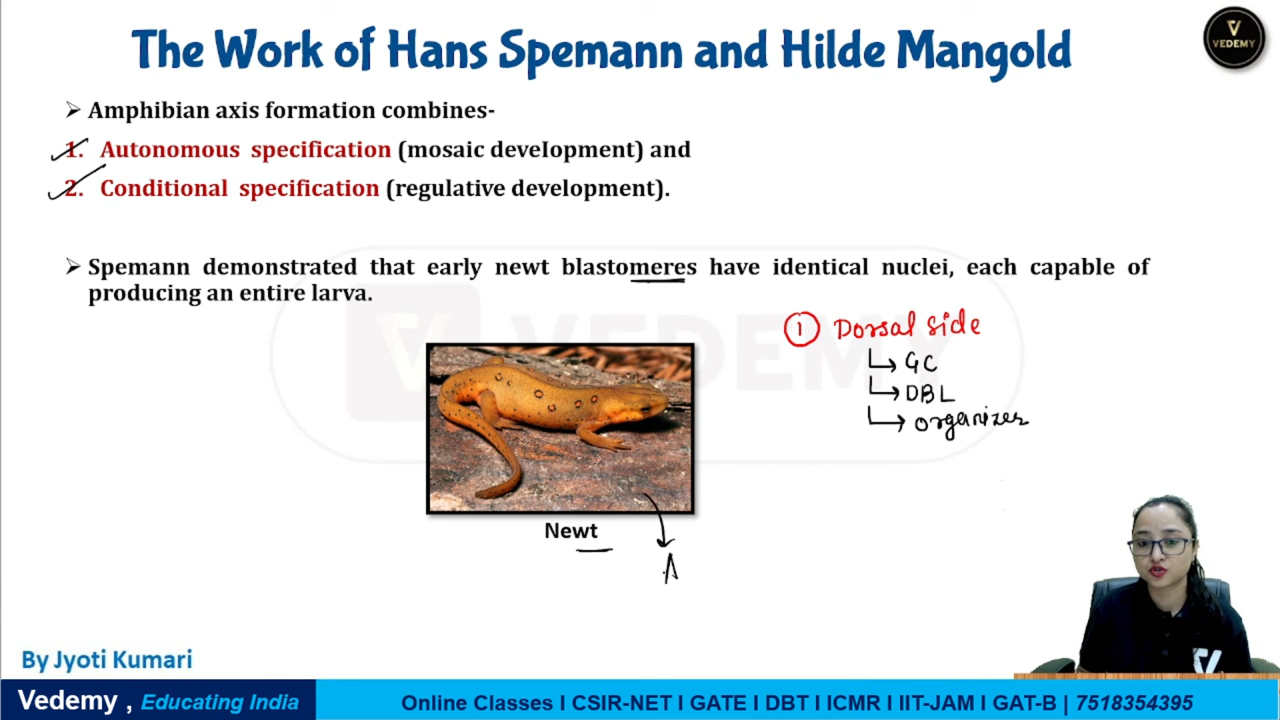 The Work of Hans Spemann and Hilde Mangold
VEDEMY
➢ Amphibian axis formation combines-
1. Autonomous specification (mosaic development) and
2. Conditional specification (regulative development).
➢ Spemann demonstrated that early newt blastomeres have identical nuclei, each capable of
producing an entire larva.
VEDEMY
① Dorsal side
↳ GC
↳ DBL
↳ organizer
Newt
A
By Jyoti Kumari
Vedemy , Educating India
Online Classes I CSIR-NET I GATE I DBT I ICMR I IIT-JAM I GAT-B | 7518354395